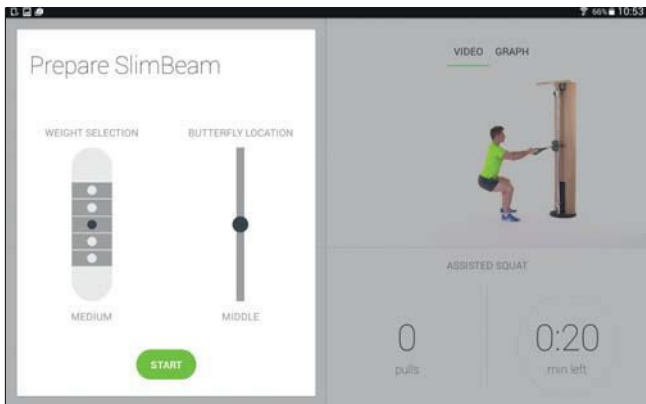 66% 10:53
Prepare SlimBeam
WEIGHT SELECTION
BUTTERFLY LOCATION
MEDIUM
MIDDLE
START
VIDEO GRAPH
ASSISTED SQUAT
0
pulls
0:20
min left